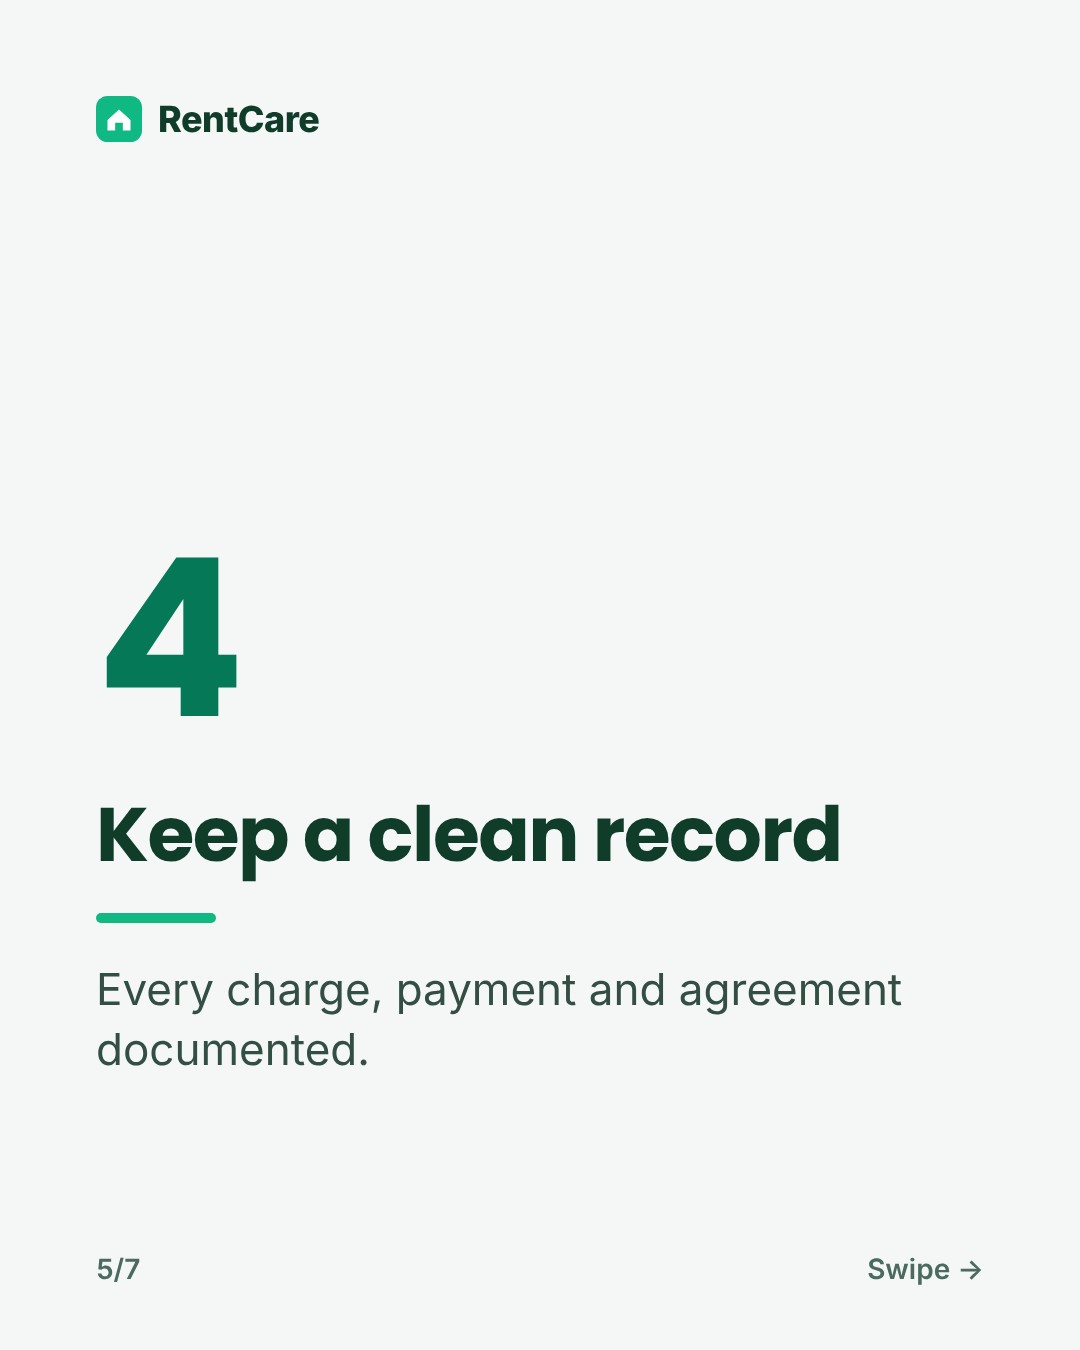 RentCare
4
Keep a clean record
Every charge, payment and agreement
documented.
5/7
Swipe →